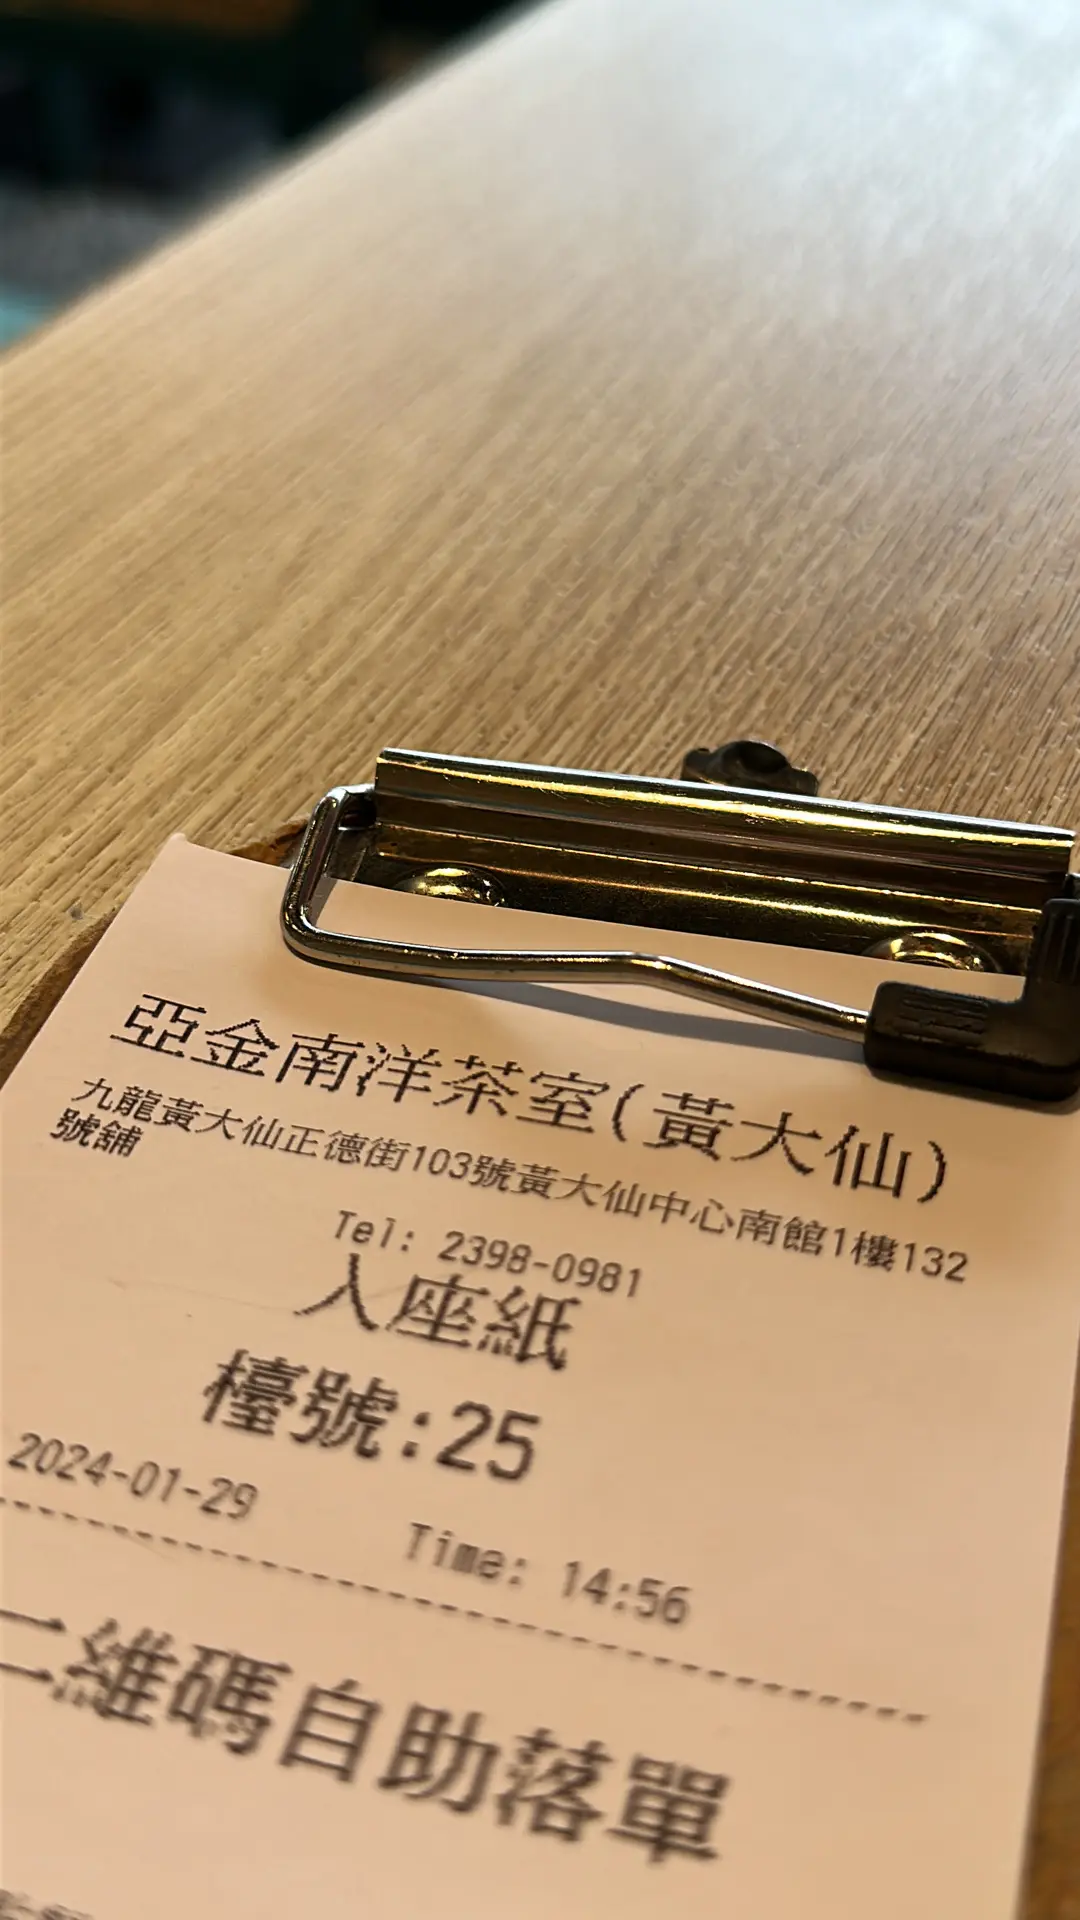 亞金南洋茶室(黃大仙)
九龍黃大仙正德街103號黃大仙中心南館1樓132
號舖
Tel: 2398-0981
入座紙
檯號:25
2024-01-29 Time: 14:56
二維碼自助落單